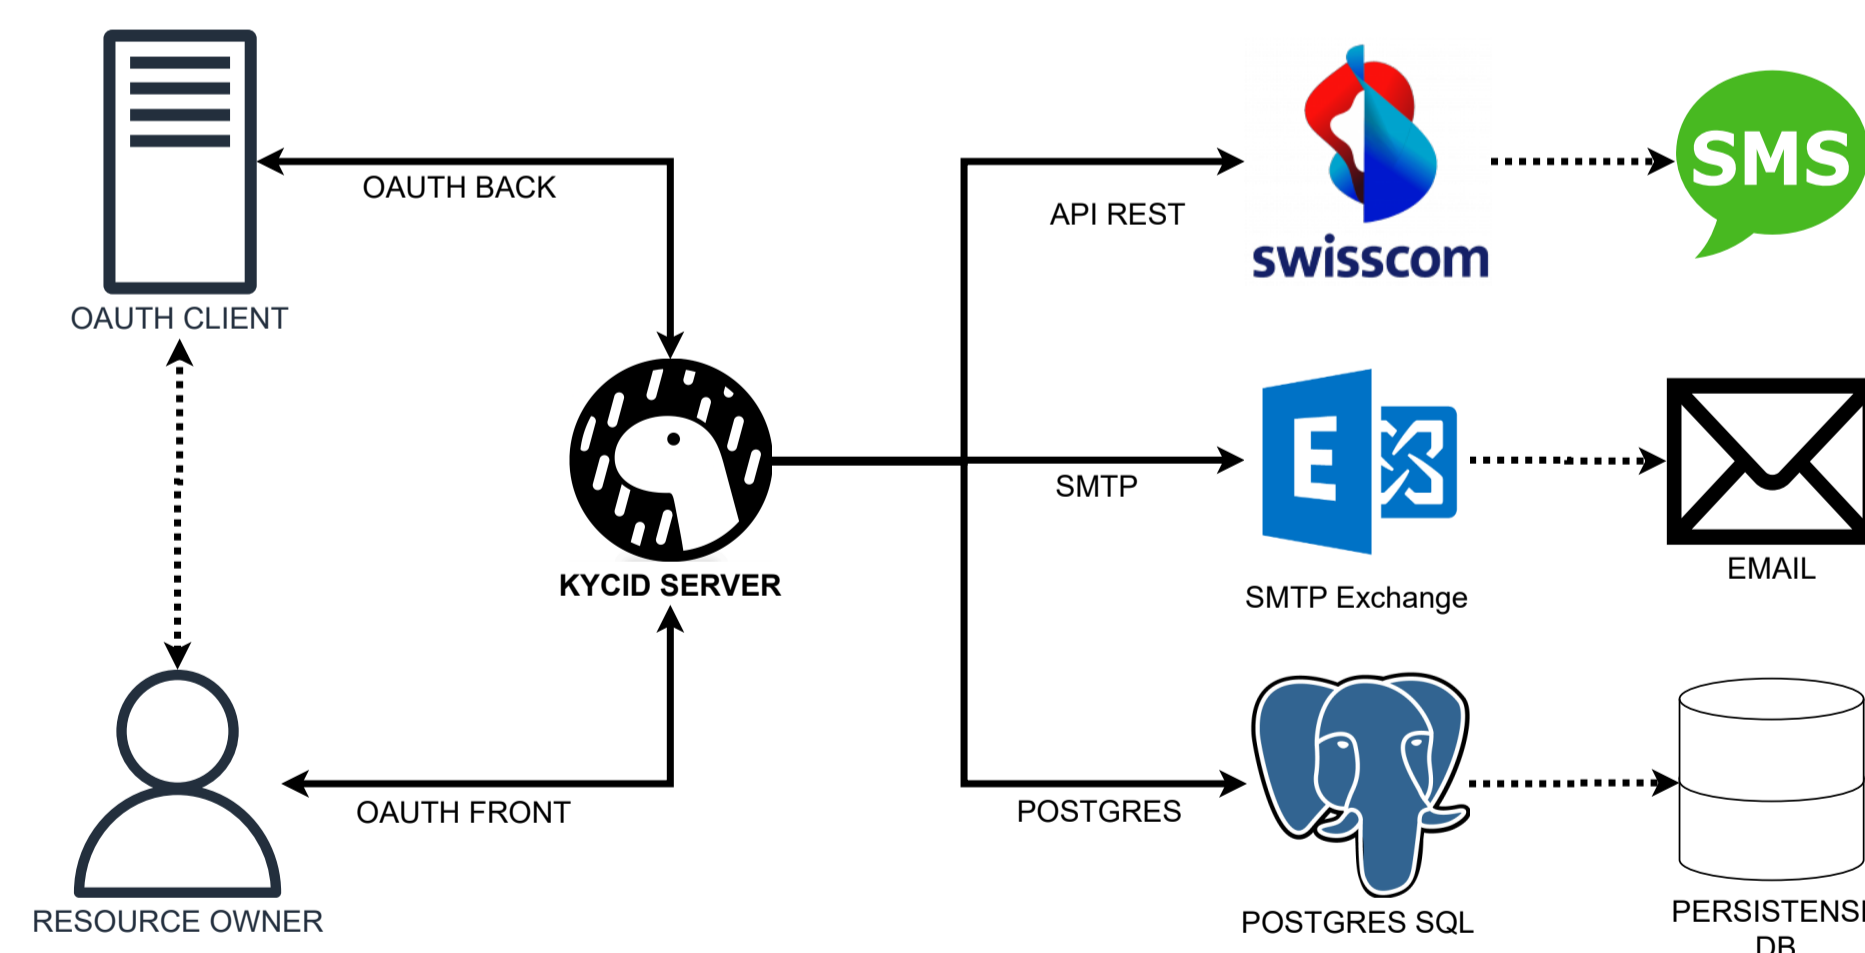 OAUTH CLIENT
OAUTH BACK
API REST
swisscom
SMS
KYCID SERVER
SMTP
E
SMTP Exchange
EMAIL
RESOURCE OWNER
OAUTH FRONT
POSTGRES
POSTGRES SQL
DB